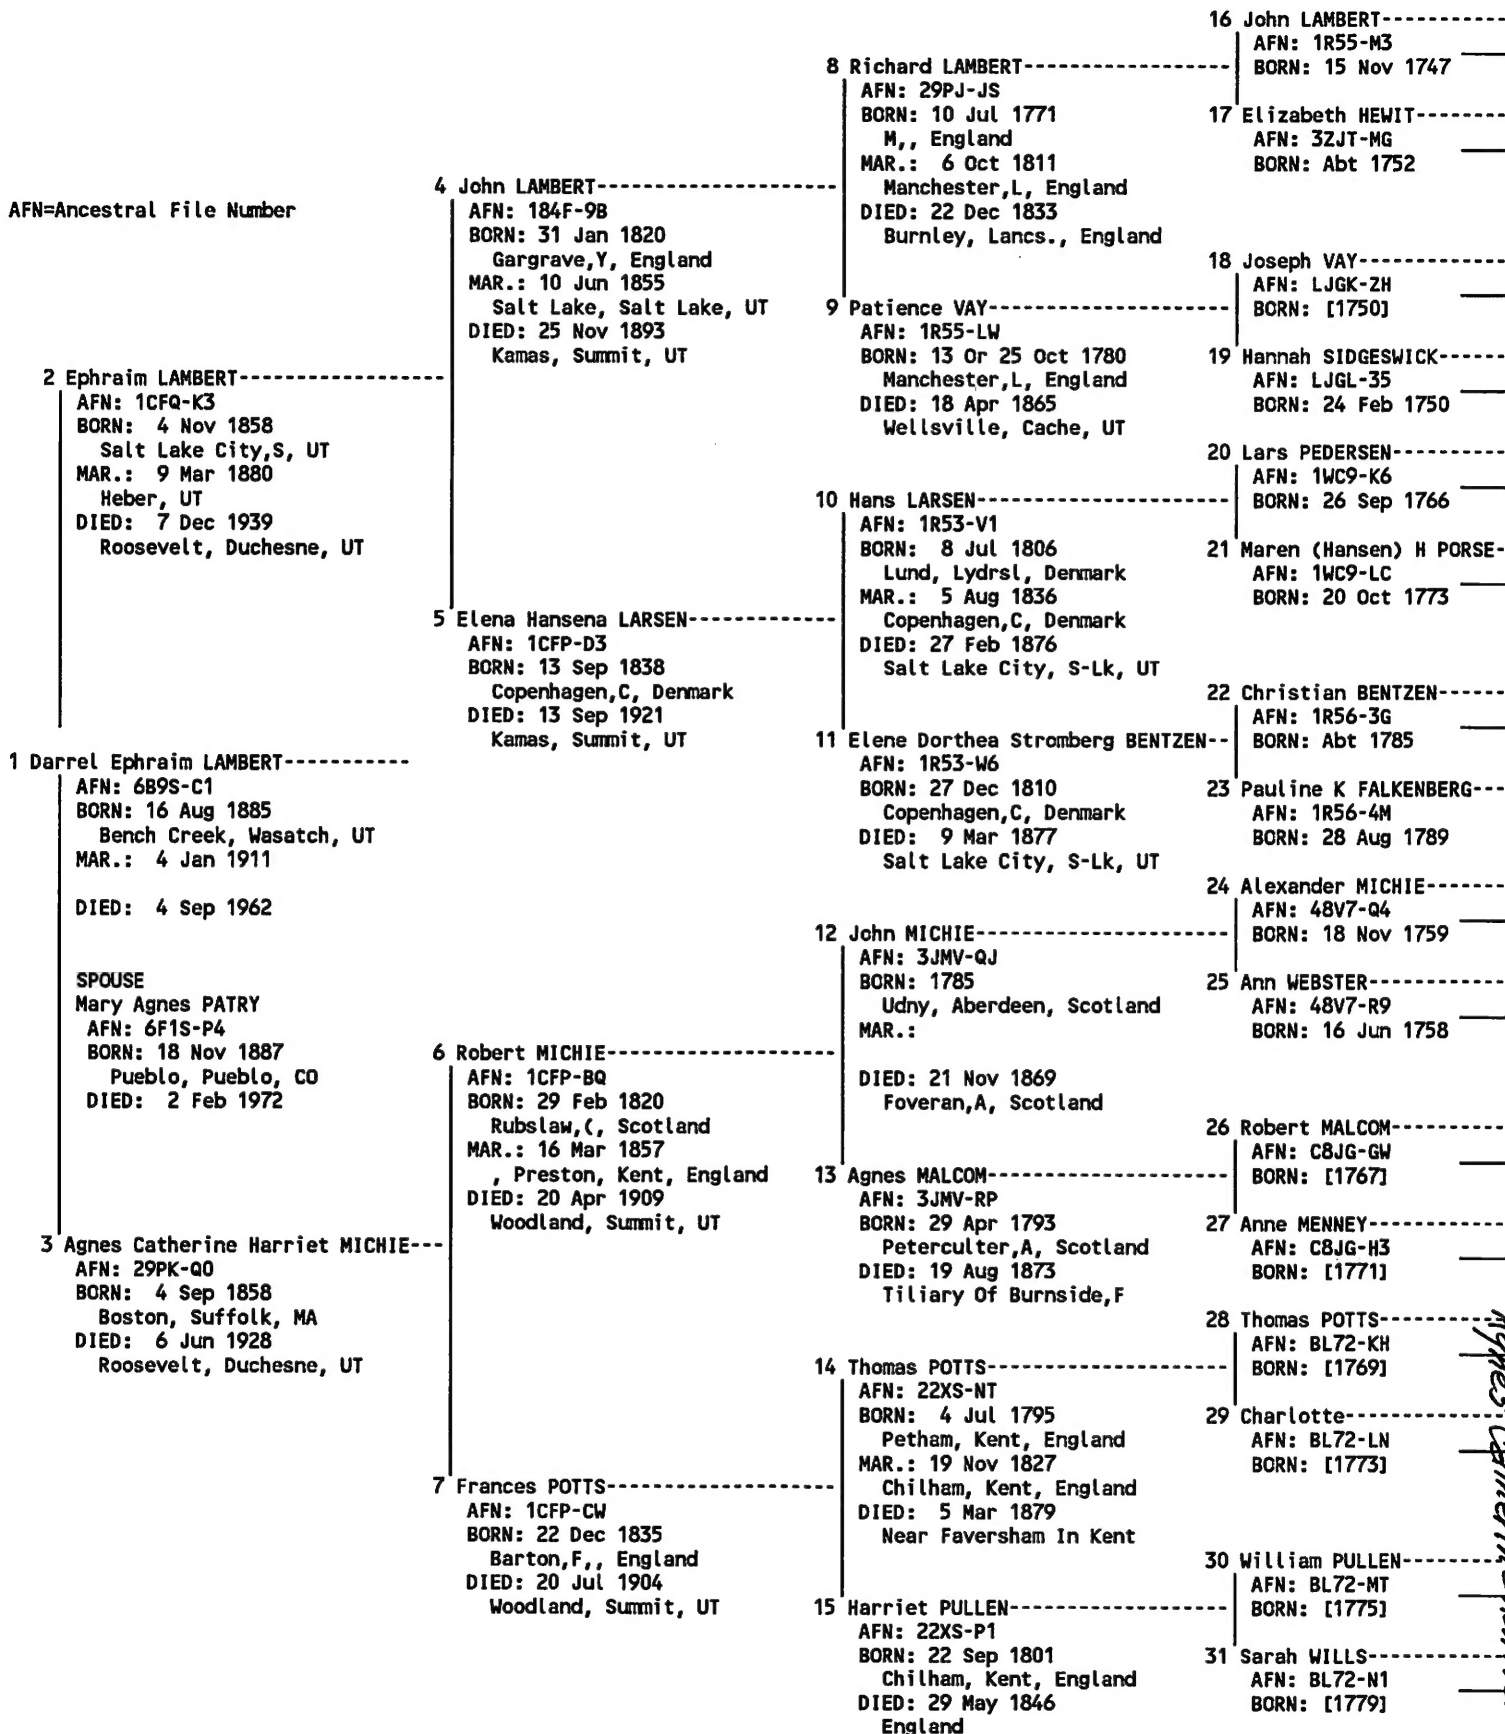 AFN=Ancestral File Number
1 Darrel Ephraim LAMBERT-----------
AFN: 6B9S-C1
BORN: 16 Aug 1885
Bench Creek, Wasatch, UT
MAR.: 4 Jan 1911
DIED: 4 Sep 1962
SPOUSE
Mary Agnes PATRY
AFN: 6F1S-P4
BORN: 18 Nov 1887
Pueblo, Pueblo, CO
DIED: 2 Feb 1972
2 Ephraim LAMBERT------------------
AFN: 1CFQ-K3
BORN: 4 Nov 1858
Salt Lake City,S, UT
MAR.: 9 Mar 1880
Heber, UT
DIED: 7 Dec 1939
Roosevelt, Duchesne, UT
3 Agnes Catherine Harriet MICHIE---
AFN: 29PK-Q0
BORN: 4 Sep 1858
Boston, Suffolk, MA
DIED: 6 Jun 1928
Roosevelt, Duchesne, UT
4 John LAMBERT---------------------
AFN: 184F-9B
BORN: 31 Jan 1820
Gargrave,Y, England
MAR.: 10 Jun 1855
Salt Lake, Salt Lake, UT
DIED: 25 Nov 1893
Kamas, Summit, UT
5 Elena Hansena LARSEN-------------
AFN: 1CFP-D3
BORN: 13 Sep 1838
Copenhagen,C, Denmark
DIED: 13 Sep 1921
Kamas, Summit, UT
6 Robert MICHIE--------------------
AFN: 1CFP-BQ
BORN: 29 Feb 1820
Rubslaw,(, Scotland
MAR.: 16 Mar 1857
, Preston, Kent, England
DIED: 20 Apr 1909
Woodland, Summit, UT
7 Frances POTTS--------------------
AFN: 1CFP-CW
BORN: 22 Dec 1835
Barton,F,, England
DIED: 20 Jul 1904
Woodland, Summit, UT
8 Richard LAMBERT------------------
AFN: 29PJ-JS
BORN: 10 Jul 1771
M,, England
MAR.: 6 Oct 1811
Manchester,L, England
DIED: 22 Dec 1833
Burnley, Lancs., England
9 Patience VAY---------------------
AFN: 1R55-LW
BORN: 13 Or 25 Oct 1780
Manchester,L, England
DIED: 18 Apr 1865
Wellsville, Cache, UT
10 Hans LARSEN----------------------
AFN: 1R53-V1
BORN: 8 Jul 1806
Lund, Lydrsl, Denmark
MAR.: 5 Aug 1836
Copenhagen,C, Denmark
DIED: 27 Feb 1876
Salt Lake City, S-Lk, UT
11 Elene Dorthea Stromberg BENTZEN--
AFN: 1R53-W6
BORN: 27 Dec 1810
Copenhagen,C, Denmark
DIED: 9 Mar 1877
Salt Lake City, S-Lk, UT
12 John MICHIE----------------------
AFN: 3JMV-QJ
BORN: 1785
Udny, Aberdeen, Scotland
MAR.:
DIED: 21 Nov 1869
Foveran,A, Scotland
13 Agnes MALCOM---------------------
AFN: 3JMV-RP
BORN: 29 Apr 1793
Peterculter,A, Scotland
DIED: 19 Aug 1873
Tiliary Of Burnside,F
14 Thomas POTTS---------------------
AFN: 22XS-NT
BORN: 4 Jul 1795
Petham, Kent, England
MAR.: 19 Nov 1827
Chilham, Kent, England
DIED: 5 Mar 1879
Near Faversham In Kent
15 Harriet PULLEN-------------------
AFN: 22XS-P1
BORN: 22 Sep 1801
Chilham, Kent, England
DIED: 29 May 1846
England
16 John LAMBERT-----------
AFN: 1R55-M3
BORN: 15 Nov 1747
17 Elizabeth HEWIT--------
AFN: 3ZJT-MG
BORN: Abt 1752
18 Joseph VAY-------------
AFN: LJGK-ZH
BORN: [1750]
19 Hannah SIDGESWICK------
AFN: LJGL-35
BORN: 24 Feb 1750
20 Lars PEDERSEN----------
AFN: 1WC9-K6
BORN: 26 Sep 1766
21 Maren (Hansen) H PORSE-
AFN: 1WC9-LC
BORN: 20 Oct 1773
22 Christian BENTZEN------
AFN: 1R56-3G
BORN: Abt 1785
23 Pauline K FALKENBERG---
AFN: 1R56-4M
BORN: 28 Aug 1789
24 Alexander MICHIE-------
AFN: 48V7-Q4
BORN: 18 Nov 1759
25 Ann WEBSTER------------
AFN: 48V7-R9
BORN: 16 Jun 1758
26 Robert MALCOM----------
AFN: C8JG-GW
BORN: [1767]
27 Anne MENNEY------------
AFN: C8JG-H3
BORN: [1771]
28 Thomas POTTS-----------
AFN: BL72-KH
BORN: [1769]
29 Charlotte--------------
AFN: BL72-LN
BORN: [1773]
30 William PULLEN---------
AFN: BL72-MT
BORN: [1775]
31 Sarah WILLS------------
AFN: BL72-N1
BORN: [1779]
Agnes